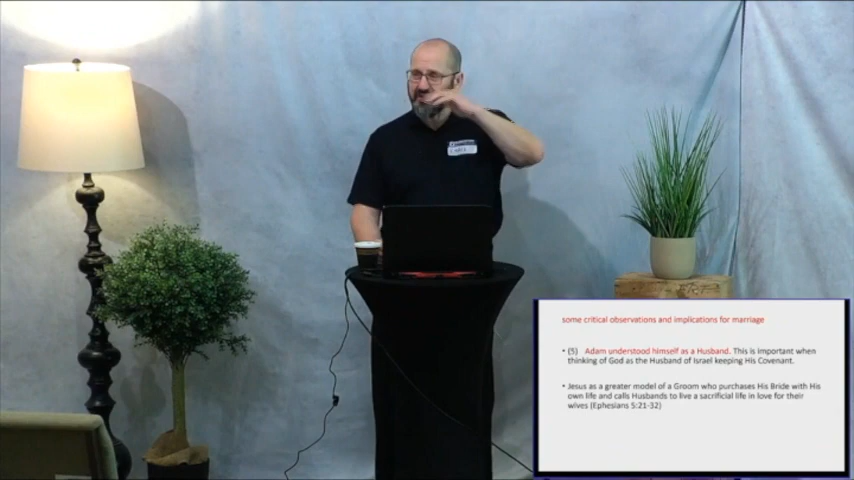 some critical observations and implications for marriage
• (5) Adam understood himself as a Husband. This is important when
thinking of God as the Husband of Israel keeping His Covenant.
• Jesus as a greater model of a Groom who purchases His Bride with His
own life and calls Husbands to live a sacrificial life in love for their
wives (Ephesians 5:21-32)